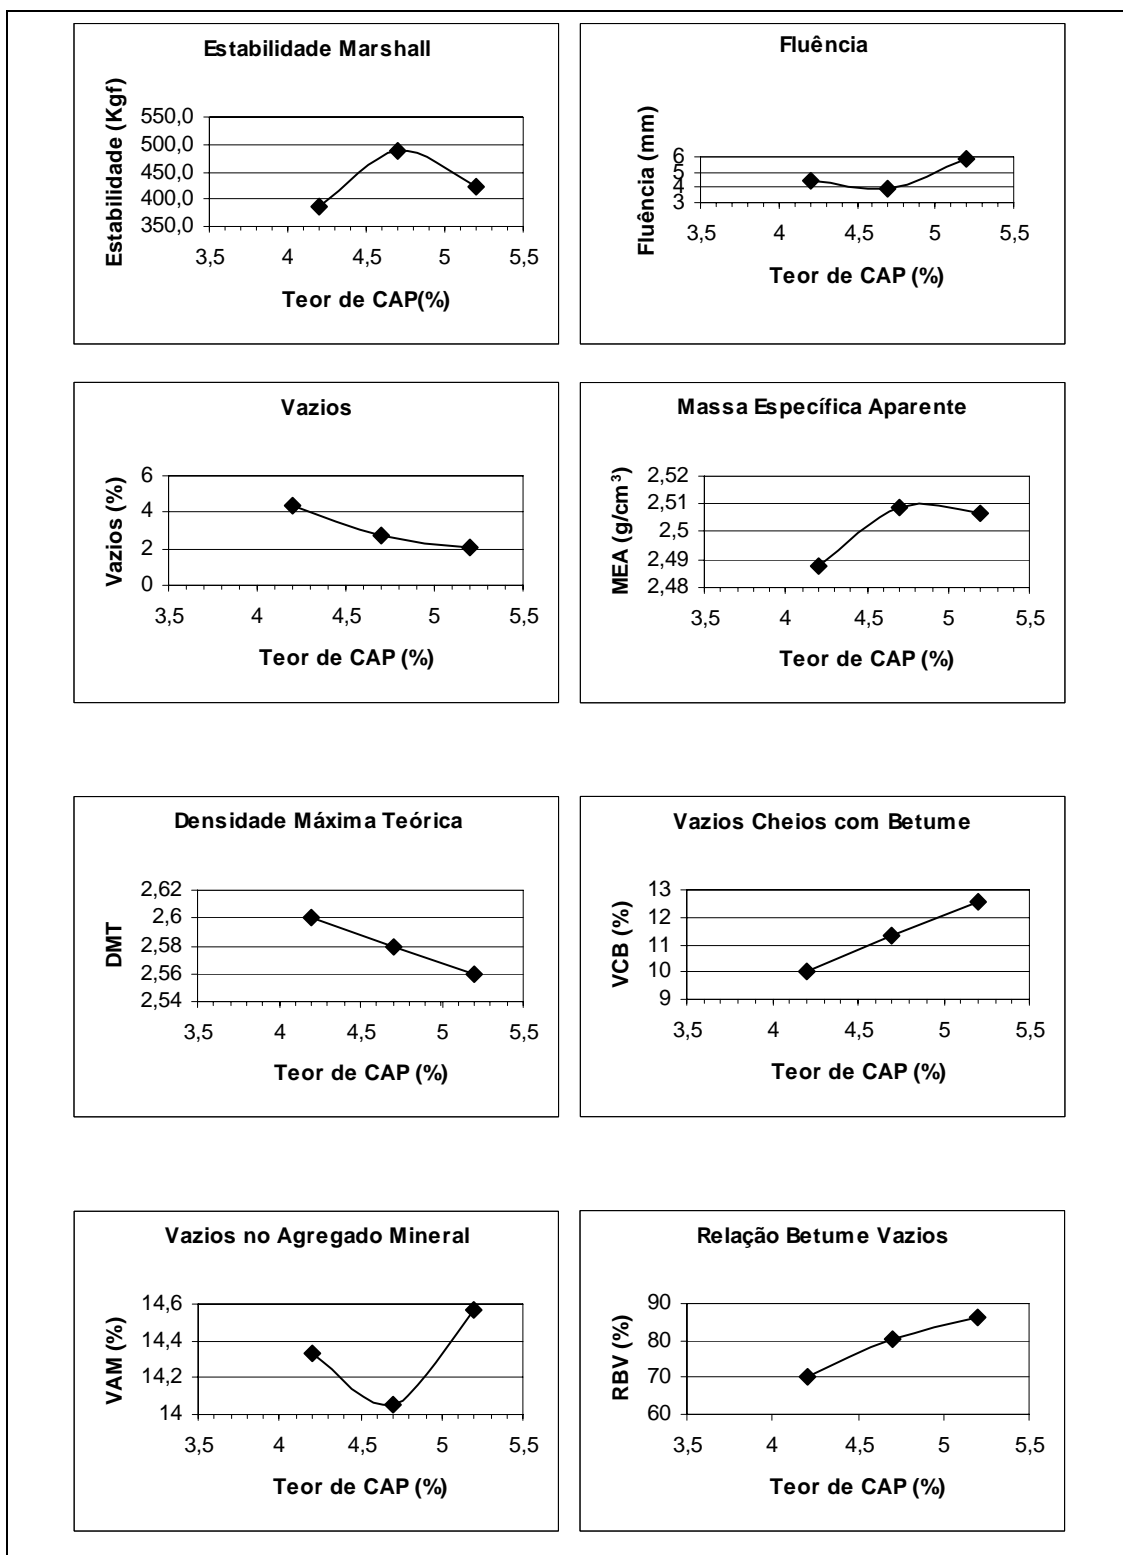 Estabilidade Marshall
Estabilidade (Kgf)
550,0
500,0
450,0
400,0
350,0
3,5 4 4,5 5 5,5
Teor de CAP(%)
Fluência
Fluência (mm)
6
5
4
3
3,5 4 4,5 5 5,5
Teor de CAP (%)
Vazios
Vazios (%)
6
4
2
0
3,5 4 4,5 5 5,5
Teor de CAP (%)
Massa Específica Aparente
MEA (g/cm³)
2,52
2,51
2,5
2,49
2,48
3,5 4 4,5 5 5,5
Teor de CAP (%)
Densidade Máxima Teórica
DMT
2,62
2,6
2,58
2,56
2,54
3,5 4 4,5 5 5,5
Teor de CAP (%)
Vazios Cheios com Betume
VCB (%)
13
12
11
10
9
3,5 4 4,5 5 5,5
Teor de CAP (%)
Vazios no Agregado Mineral
VAM (%)
14,6
14,4
14,2
14
3,5 4 4,5 5 5,5
Teor de CAP (%)
Relação Betume Vazios
RBV (%)
90
80
70
60
3,5 4 4,5 5 5,5
Teor de CAP (%)